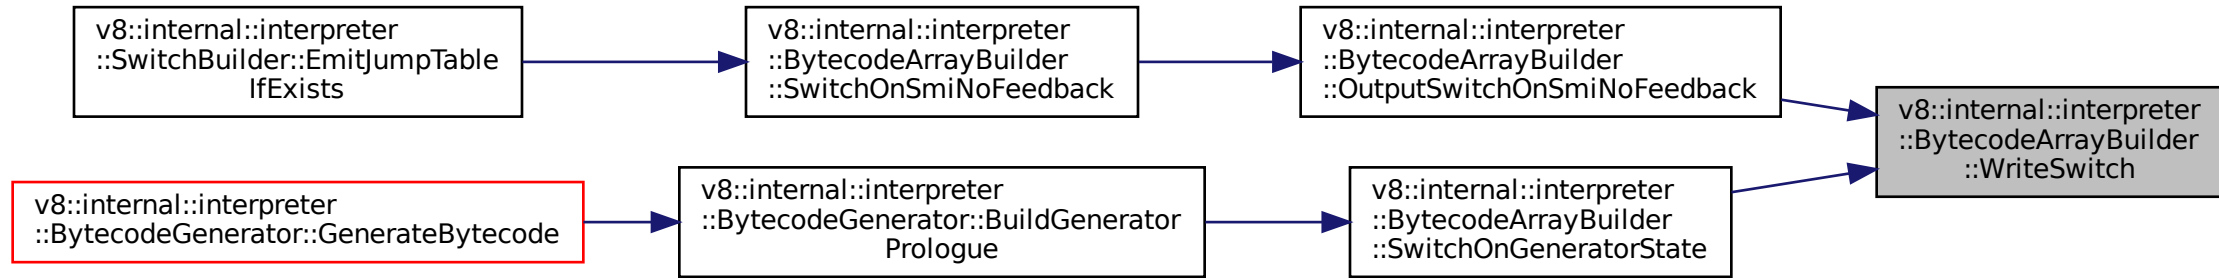 v8::internal::interpreter
::SwitchBuilder::EmitJumpTable
IfExists
v8::internal::interpreter
::BytecodeArrayBuilder
::SwitchOnSmiNoFeedback
v8::internal::interpreter
::BytecodeArrayBuilder
::OutputSwitchOnSmiNoFeedback
v8::internal::interpreter
::BytecodeArrayBuilder
::WriteSwitch
v8::internal::interpreter
::BytecodeGenerator::GenerateBytecode
v8::internal::interpreter
::BytecodeGenerator::BuildGenerator
Prologue
v8::internal::interpreter
::BytecodeArrayBuilder
::SwitchOnGeneratorState